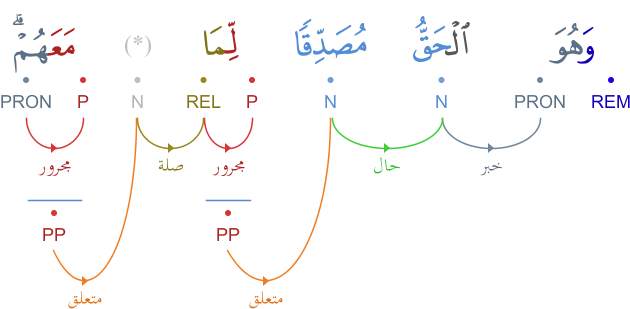 وَهُوَ ٱلْحَقُّ مُصَدِّقًا لِّمَا (*) مَعَهُمْ ۗ
REM PRON N N P REL N P PRON
خبر حال مجرور صلة مجرور
PP PP
متعلق متعلق